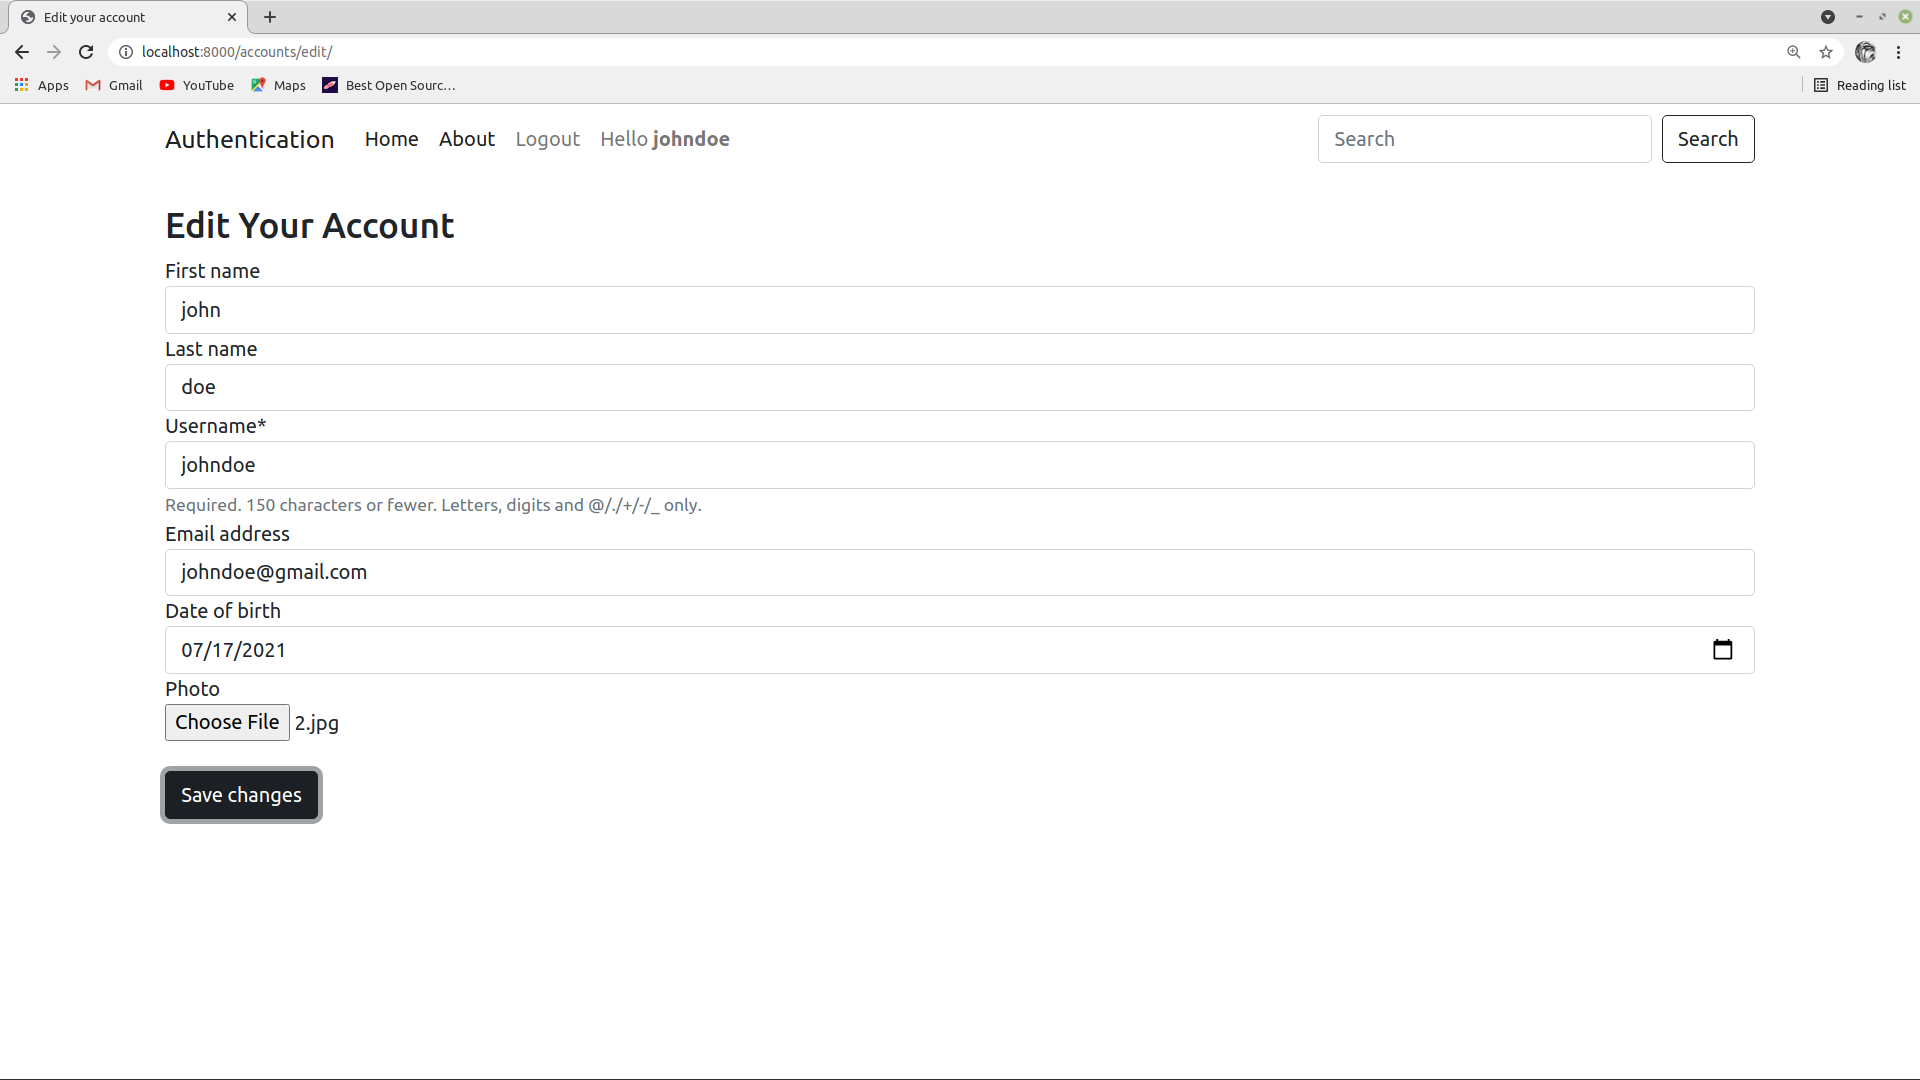 Edit your account
localhost:8000/accounts/edit/
Apps Gmail YouTube Maps Best Open Sourc... Reading list
Authentication Home About Logout Hello johndoe Search Search
Edit Your Account
First name
john
Last name
doe
Username*
johndoe
Required. 150 characters or fewer. Letters, digits and @/./+/-/_ only.
Email address
johndoe@gmail.com
Date of birth
07/17/2021
Photo
Choose File 2.jpg
Save changes